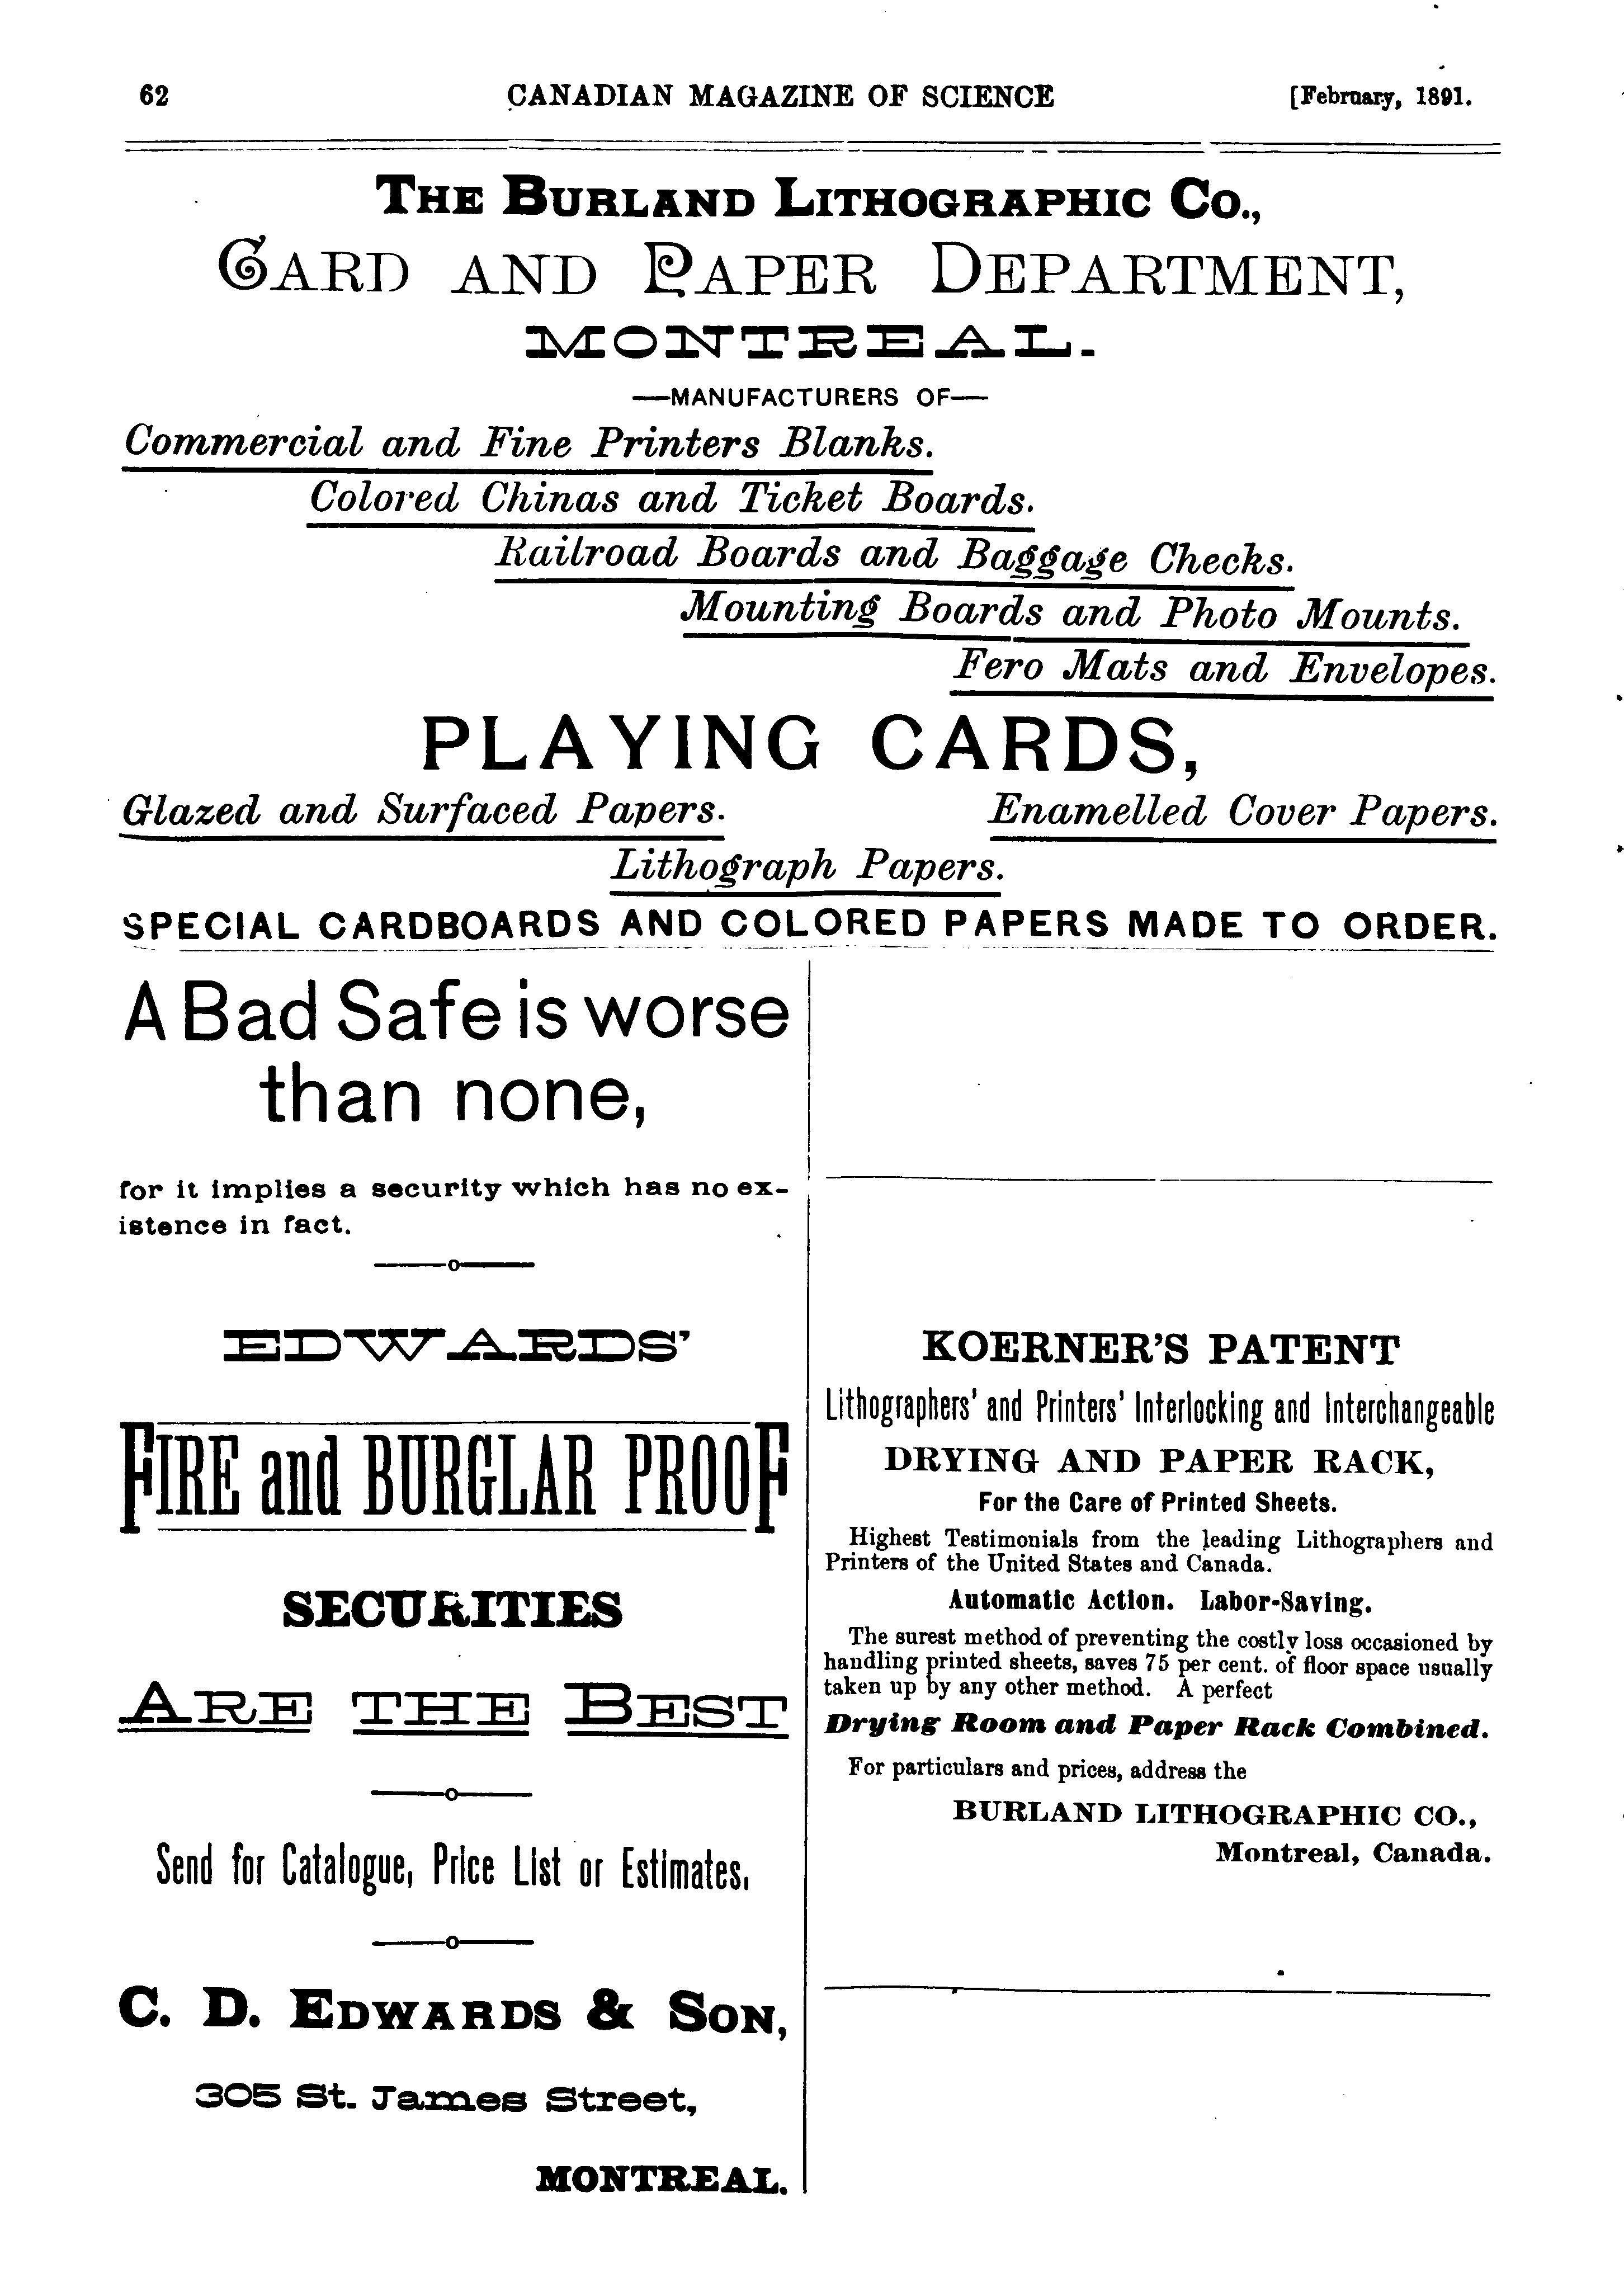 62 CANADIAN MAGAZINE OF SCIENCE [February, 1891.
THE BURLAND LITHOGRAPHIC CO.,
CARD AND PAPER DEPARTMENT,
MONTREAL.
—MANUFACTURERS OF—
Commercial and Fine Printers Blanks.
Colored Chinas and Ticket Boards.
Railroad Boards and Baggage Checks.
Mounting Boards and Photo Mounts.
Fero Mats and Envelopes.
PLAYING CARDS,
Glazed and Surfaced Papers. Enamelled Cover Papers.
Lithograph Papers.
SPECIAL CARDBOARDS AND COLORED PAPERS MADE TO ORDER.
A Bad Safe is worse
than none,
for it implies a security which has no ex-
istence in fact.
EDWARDS'
FIRE and BURGLAR PROOF
SECURITIES
ARE THE BEST
Send for Catalogue, Price List or Estimates.
C. D. EDWARDS & SON,
305 St. James Street,
MONTREAL.
KOERNER'S PATENT
Lithographers' and Printers' Interlocking and Interchangeable
DRYING AND PAPER RACK,
For the Care of Printed Sheets.
Highest Testimonials from the leading Lithographers and
Printers of the United States and Canada.
Automatic Action. Labor-Saving.
The surest method of preventing the costly loss occasioned by
handling printed sheets, saves 75 per cent. of floor space usually
taken up by any other method. A perfect
Drying Room and Paper Rack Combined.
For particulars and prices, address the
BURLAND LITHOGRAPHIC CO.,
Montreal, Canada.